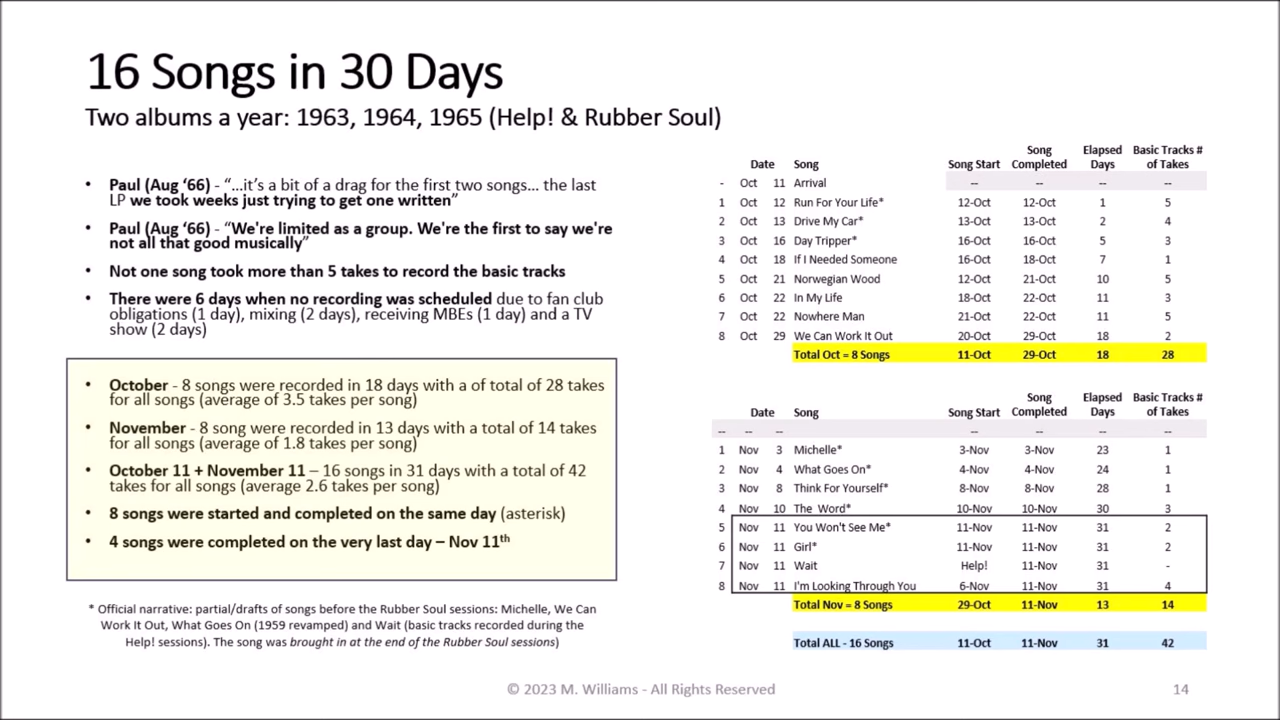 16 Songs in 30 Days
Two albums a year: 1963, 1964, 1965 (Help! & Rubber Soul)
• Paul (Aug ‘66) - “…it’s a bit of a drag for the first two songs… the last
LP we took weeks just trying to get one written”
• Paul (Aug ‘66) - “We're limited as a group. We're the first to say we're
not all that good musically”
• Not one song took more than 5 takes to record the basic tracks
• There were 6 days when no recording was scheduled due to fan club
obligations (1 day), mixing (2 days), receiving MBEs (1 day) and a TV
show (2 days)
• October - 8 songs were recorded in 18 days with a of total of 28 takes
for all songs (average of 3.5 takes per song)
• November - 8 song were recorded in 13 days with a total of 14 takes
for all songs (average of 1.8 takes per song)
• October 11 + November 11 – 16 songs in 31 days with a total of 42
takes for all songs (average 2.6 takes per song)
• 8 songs were started and completed on the same day (asterisk)
• 4 songs were completed on the very last day – Nov 11th
* Official narrative: partial/drafts of songs before the Rubber Soul sessions: Michelle, We Can
Work It Out, What Goes On (1959 revamped) and Wait (basic tracks recorded during the
Help! sessions). The song was brought in at the end of the Rubber Soul sessions)
Song Elapsed Basic Tracks #
Date Song Song Start Completed Days of Takes
- Oct 11 Arrival -- -- -- --
1 Oct 12 Run For Your Life* 12-Oct 12-Oct 1 5
2 Oct 13 Drive My Car* 13-Oct 13-Oct 2 4
3 Oct 16 Day Tripper* 16-Oct 16-Oct 5 3
4 Oct 18 If I Needed Someone 16-Oct 18-Oct 7 1
5 Oct 21 Norwegian Wood 12-Oct 21-Oct 10 5
6 Oct 22 In My Life 18-Oct 22-Oct 11 3
7 Oct 22 Nowhere Man 21-Oct 22-Oct 11 5
8 Oct 29 We Can Work It Out 20-Oct 29-Oct 18 2
Total Oct = 8 Songs 11-Oct 29-Oct 18 28
Song Elapsed Basic Tracks #
Date Song Song Start Completed Days of Takes
-- -- -- -- -- -- --
1 Nov 3 Michelle* 3-Nov 3-Nov 23 1
2 Nov 4 What Goes On* 4-Nov 4-Nov 24 1
3 Nov 8 Think For Yourself* 8-Nov 8-Nov 28 1
4 Nov 10 The Word* 10-Nov 10-Nov 30 3
5 Nov 11 You Won't See Me* 11-Nov 11-Nov 31 2
6 Nov 11 Girl* 11-Nov 11-Nov 31 2
7 Nov 11 Wait Help! 11-Nov 31 -
8 Nov 11 I'm Looking Through You 6-Nov 11-Nov 31 4
Total Nov = 8 Songs 29-Oct 11-Nov 13 14
Total ALL - 16 Songs 11-Oct 11-Nov 31 42
© 2023 M. Williams - All Rights Reserved
14